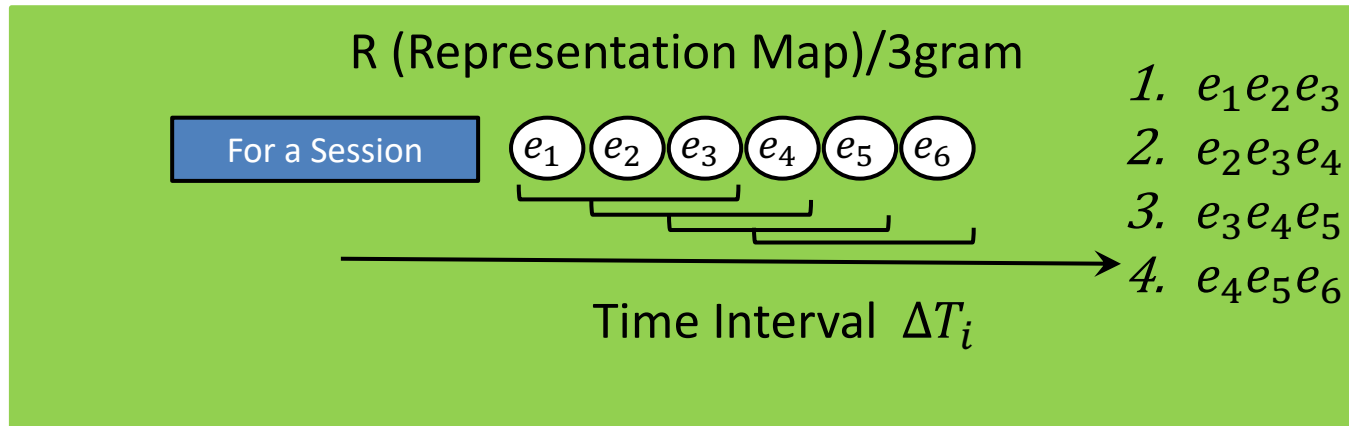 R (Representation Map)/3gram
For a Session
e₁ e₂ e₃ e₄ e₅ e₆
Time Interval ΔTᵢ
1. e₁e₂e₃
2. e₂e₃e₄
3. e₃e₄e₅
4. e₄e₅e₆